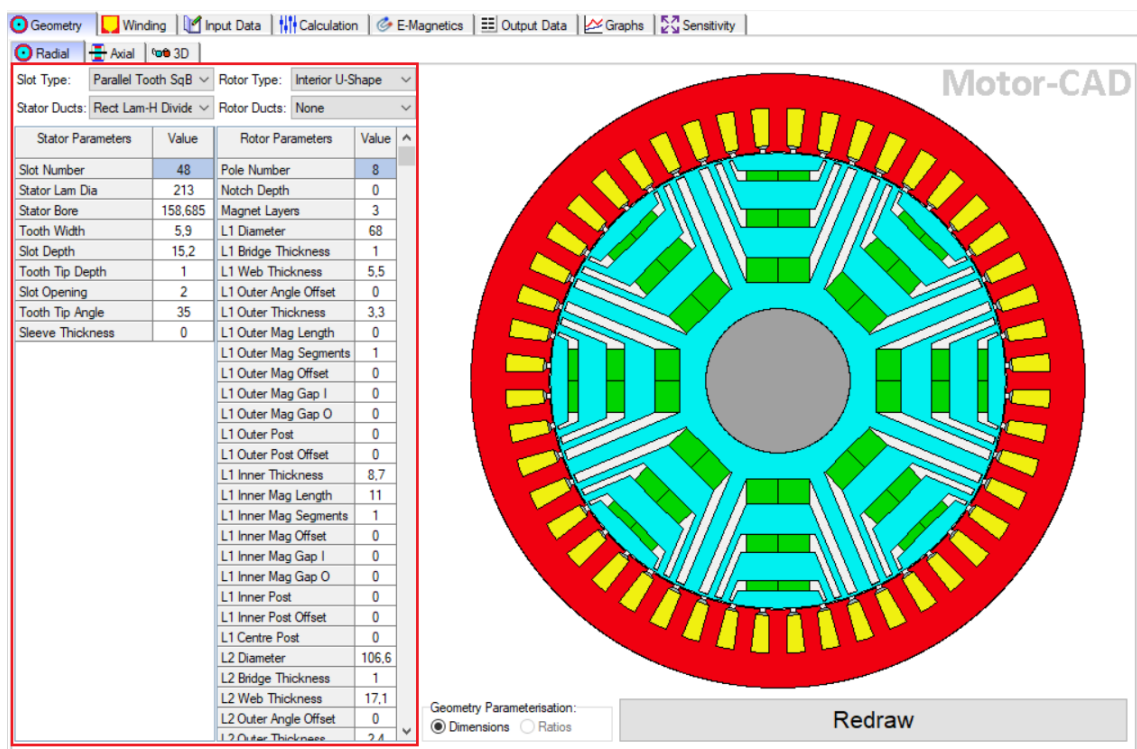 Geometry Winding Input Data Calculation E-Magnetics Output Data Graphs Sensitivity
Radial Axial 3D
Slot Type: Parallel Tooth SqB Rotor Type: Interior U-Shape
Stator Ducts: Rect Lam-H Divide Rotor Ducts: None
Motor-CAD
Stator Parameters Value Rotor Parameters Value
Slot Number 48 Pole Number 8
Stator Lam Dia 213 Notch Depth 0
Stator Bore 158,685 Magnet Layers 3
Tooth Width 5,9 L1 Diameter 68
Slot Depth 15,2 L1 Bridge Thickness 1
Tooth Tip Depth 1 L1 Web Thickness 5,5
Slot Opening 2 L1 Outer Angle Offset 0
Tooth Tip Angle 35 L1 Outer Thickness 3,3
Sleeve Thickness 0 L1 Outer Mag Length 0
L1 Outer Mag Segments 1
L1 Outer Mag Offset 0
L1 Outer Mag Gap I 0
L1 Outer Mag Gap O 0
L1 Outer Post 0
L1 Outer Post Offset 0
L1 Inner Thickness 8,7
L1 Inner Mag Length 11
L1 Inner Mag Segments 1
L1 Inner Mag Offset 0
L1 Inner Mag Gap I 0
L1 Inner Mag Gap O 0
L1 Inner Post 0
L1 Inner Post Offset 0
L1 Centre Post 0
L2 Diameter 106,6
L2 Bridge Thickness 1
L2 Web Thickness 17,1
L2 Outer Angle Offset 0
L2 Outer Thickness 2,4
Geometry Parameterisation:
Dimensions Ratios
Redraw